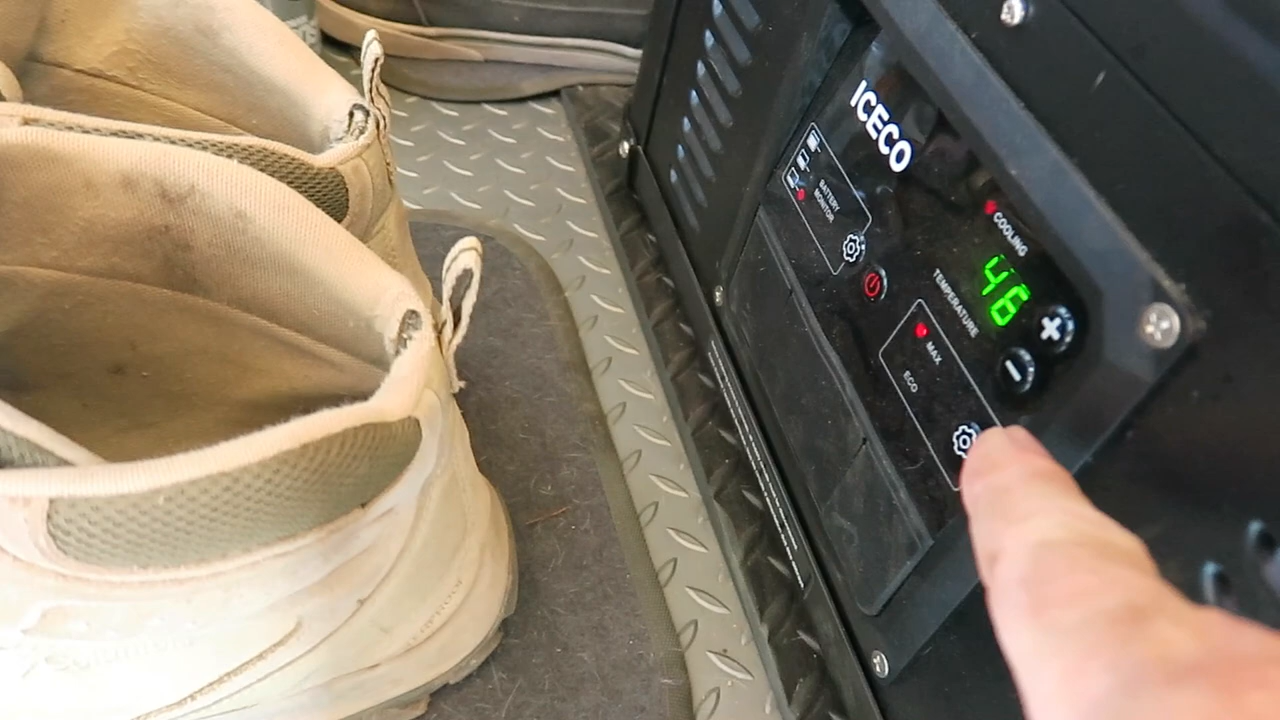 ICECO
BATTERY
MONITOR
COOLING
46
TEMPERATURE
+
-
MAX
ECO